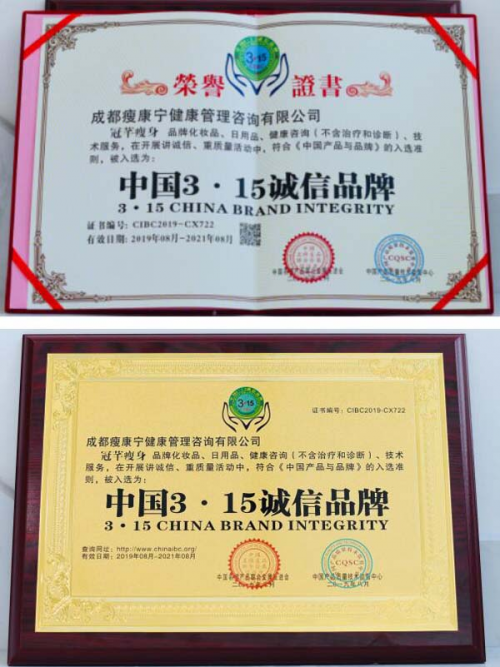 3·15
榮譽 證書
成都瘦康宁健康管理咨询有限公司
冠芊瘦身 品牌化妆品、日用品、健康咨询（不含治疗和诊断）、技
术服务，在开展讲诚信、重质量活动中，符合《中国产品与品牌》的入选准
则，被入选为：
中国3·15诚信品牌
3·15 CHINA BRAND INTEGRITY
证书编号：CIBC2019-CX722
有效日期：2019年08月-2021年08月
CQSC
3·15
证书编号：CIBC2019-CX722
成都瘦康宁健康管理咨询有限公司
冠芊瘦身 品牌化妆品、日用品、健康咨询（不含治疗和诊断）、技术
服务，在开展讲诚信、重质量活动中，符合《中国产品与品牌》的入选准
则，被入选为：
中国3·15诚信品牌
3·15 CHINA BRAND INTEGRITY
查询网址：http://www.chinaibc.org/
有效日期：2019年08月-2021年08月
CQSC